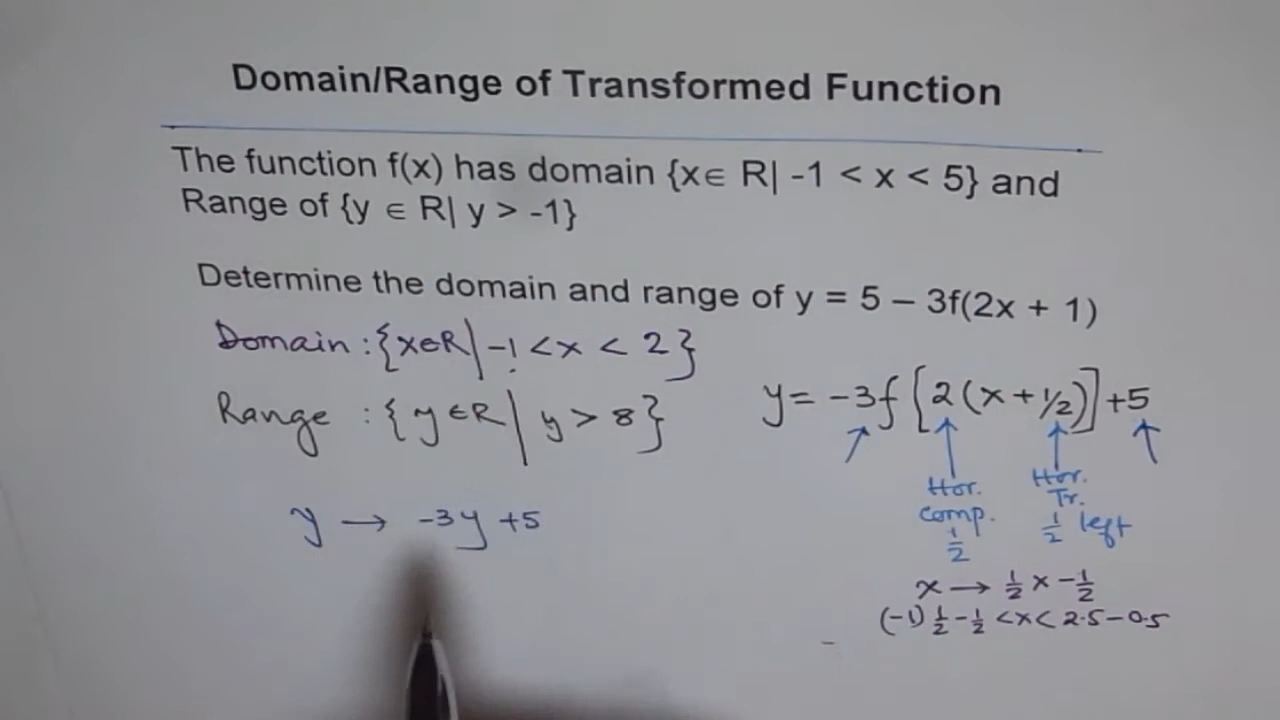 Domain/Range of Transformed Function
The function f(x) has domain {x∈ R| -1 < x < 5} and
Range of {y ∈ R| y > -1}
Determine the domain and range of y = 5 – 3f(2x + 1)
Domain : {x∈R | -1 < x < 2}
Range : {y ∈ R | y > 8}
y = -3f [2(x + 1/2)] + 5
Hor. Comp. 1/2
Hor. Tr. 1/2 left
y → -3y + 5
x → 1/2 x - 1/2
(-1) 1/2 - 1/2 < x < 2.5 - 0.5